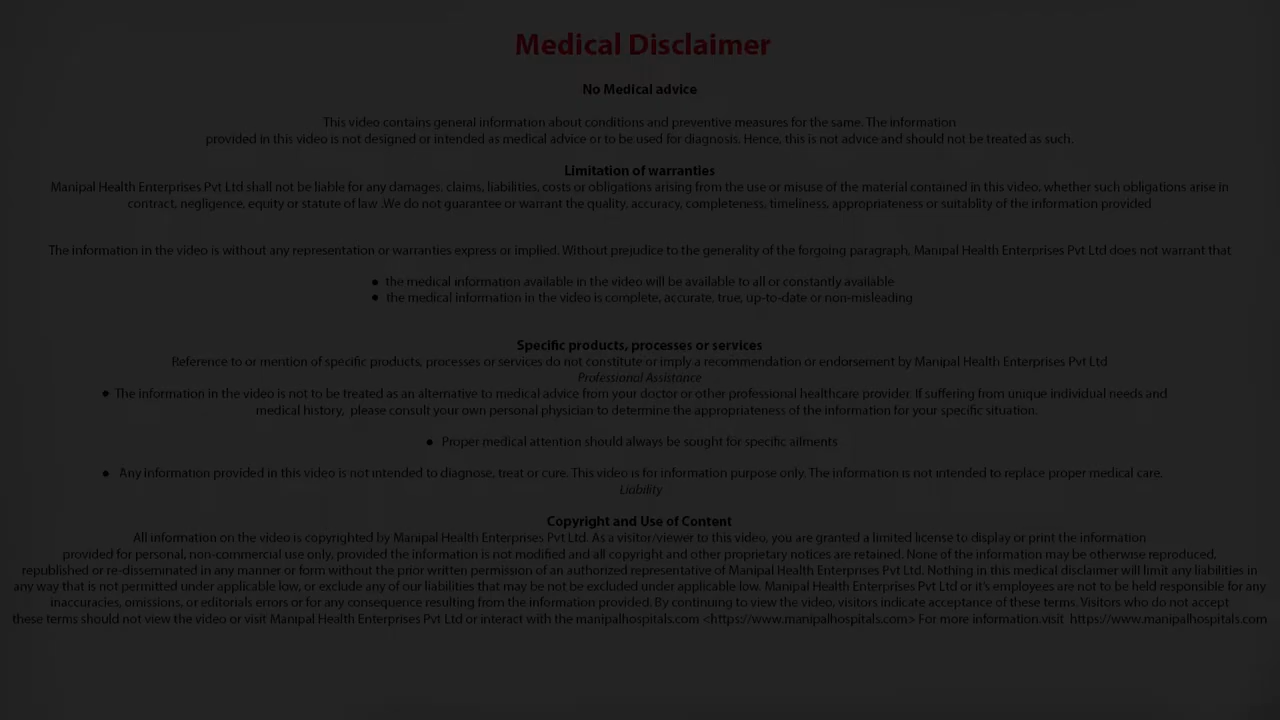 Medical Disclaimer
No Medical advice
This video contains general information about conditions and preventive measures for the same. The information
provided in this video is not designed or intended as medical advice or to be used for diagnosis. Hence, this is not advice and should not be treated as such.
Limitation of warranties
Manipal Health Enterprises Pvt Ltd shall not be liable for any damages, claims, liabilities, costs or obligations arising from the use or misuse of the material contained in this video, whether such obligations arise in
contract, negligence, equity or statute of law .We do not guarantee or warrant the quality, accuracy, completeness, timeliness, appropriateness or suitablity of the information provided
The information in the video is without any representation or warranties express or implied. Without prejudice to the generality of the forgoing paragraph, Manipal Health Enterprises Pvt Ltd does not warrant that
● the medical information available in the video will be available to all or constantly available
● the medical information in the video is complete, accurate, true, up-to-date or non-misleading
Specific products, processes or services
Reference to or mention of specific products, processes or services do not constitute or imply a recommendation or endorsement by Manipal Health Enterprises Pvt Ltd
Professional Assistance
● The information in the video is not to be treated as an alternative to medical advice from your doctor or other professional healthcare provider. If suffering from unique individual needs and
medical history, please consult your own personal physician to determine the appropriateness of the information for your specific situation.
● Proper medical attention should always be sought for specific ailments
● Any information provided in this video is not intended to diagnose, treat or cure. This video is for information purpose only. The information is not intended to replace proper medical care.
Liability
Copyright and Use of Content
All information on the video is copyrighted by Manipal Health Enterprises Pvt Ltd. As a visitor/viewer to this video, you are granted a limited license to display or print the information
provided for personal, non-commercial use only, provided the information is not modified and all copyright and other proprietary notices are retained. None of the information may be otherwise reproduced,
republished or re-disseminated in any manner or form without the prior written permission of an authorized representative of Manipal Health Enterprises Pvt Ltd. Nothing in this medical disclaimer will limit any liabilities in
any way that is not permitted under applicable low, or exclude any of our liabilities that may be not be excluded under applicable low. Manipal Health Enterprises Pvt Ltd or it's employees are not to be held responsible for any
inaccuracies, omissions, or editorials errors or for any consequence resulting from the information provided. By continuing to view the video, visitors indicate acceptance of these terms. Visitors who do not accept
these terms should not view the video or visit Manipal Health Enterprises Pvt Ltd or interact with the manipalhospitals.com <https://www.manipalhospitals.com> For more information.visit https://www.manipalhospitals.com